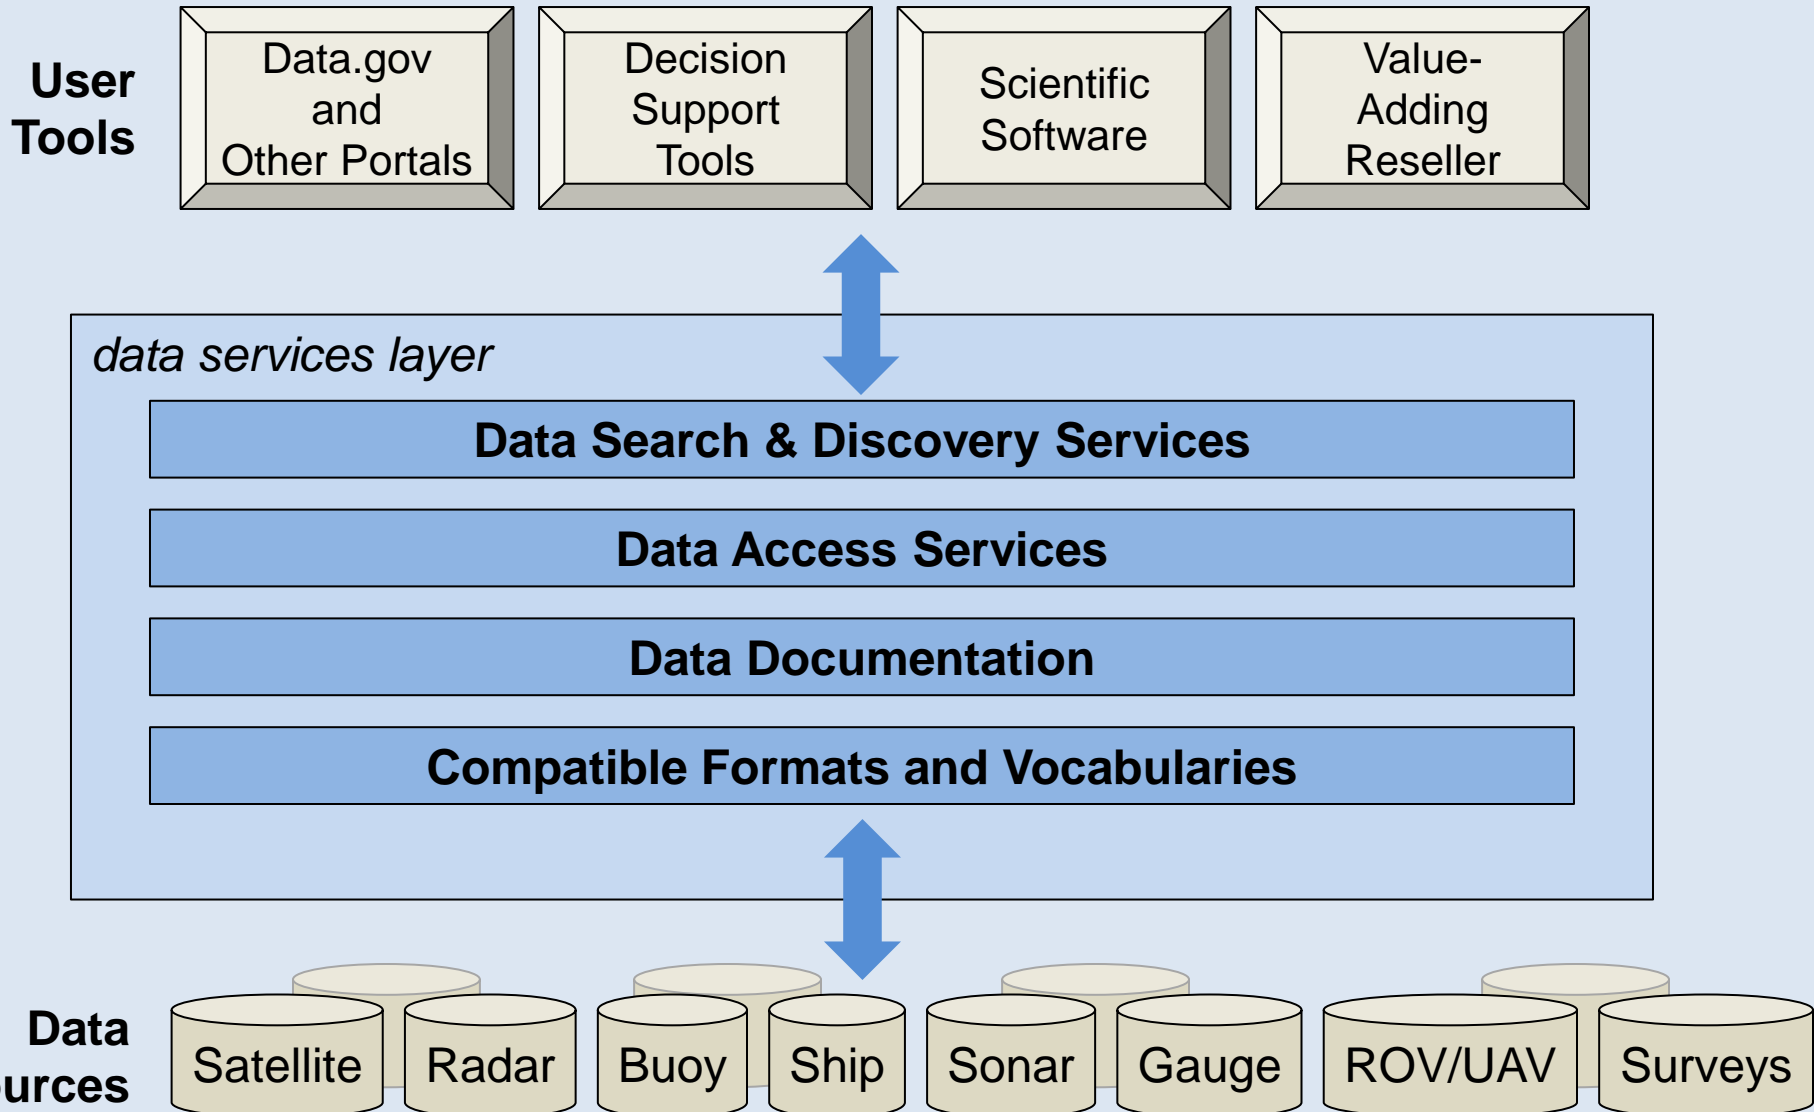 User
Tools
Data.gov
and
Other Portals
Decision
Support
Tools
Scientific
Software
Value-
Adding
Reseller
data services layer
Data Search & Discovery Services
Data Access Services
Data Documentation
Compatible Formats and Vocabularies
Data
ources
Satellite
Radar
Buoy
Ship
Sonar
Gauge
ROV/UAV
Surveys